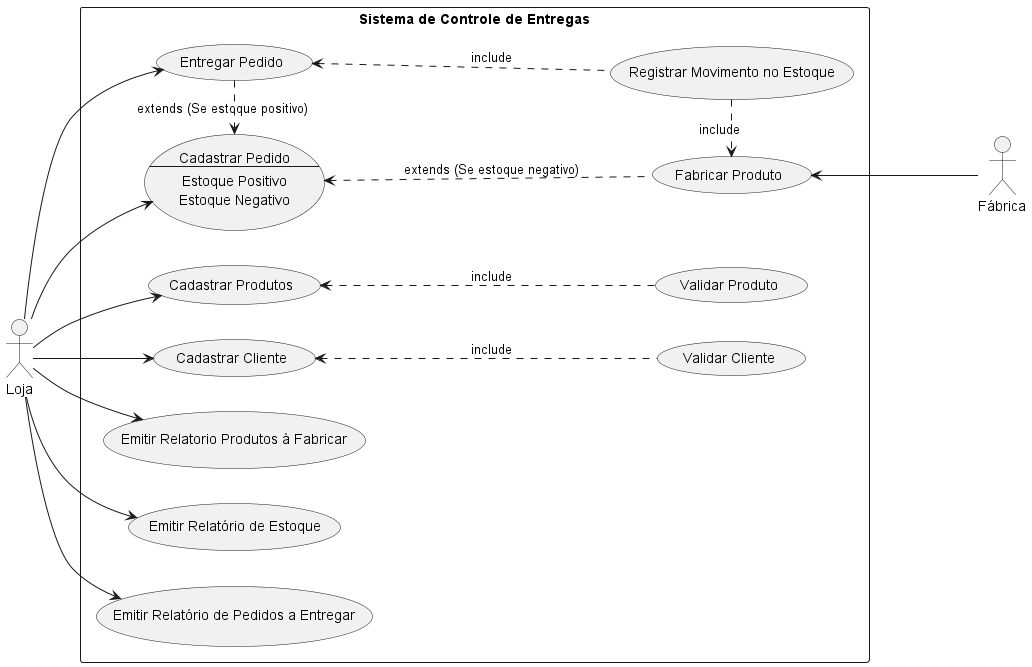 Sistema de Controle de Entregas
Entregar Pedido
include
Registrar Movimento no Estoque
extends (Se estoque positivo)
include
Cadastrar Pedido
Estoque Positivo
Estoque Negativo
extends (Se estoque negativo)
Fabricar Produto
Fábrica
Cadastrar Produtos
include
Validar Produto
Cadastrar Cliente
include
Validar Cliente
Loja
Emitir Relatorio Produtos à Fabricar
Emitir Relatório de Estoque
Emitir Relatório de Pedidos a Entregar